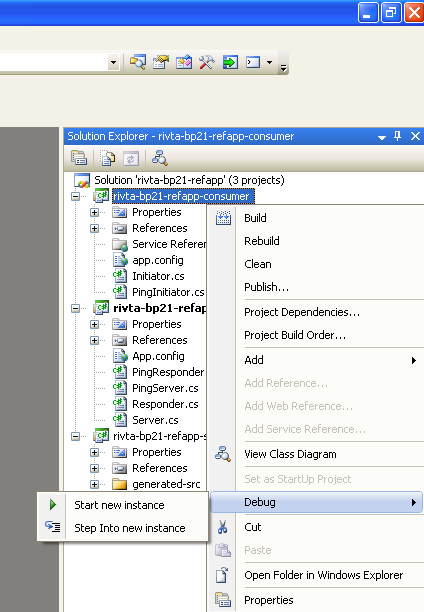 Solution Explorer - rivta-bp21-refapp-consumer
Solution 'rivta-bp21-refapp' (3 projects)
rivta-bp21-refapp-consumer
Properties
References
Service Referen
app.config
Initiator.cs
PingInitiator.cs
rivta-bp21-refap
Properties
References
App.config
PingResponder
PingServer.cs
Responder.cs
Server.cs
rivta-bp21-refapp-s
Properties
References
generated-src
Build
Rebuild
Clean
Publish...
Project Dependencies...
Project Build Order...
Add
Add Reference...
Add Web Reference...
Add Service Reference...
View Class Diagram
Set as StartUp Project
Debug
Start new instance
Step Into new instance
Cut
Paste
Open Folder in Windows Explorer
Properties